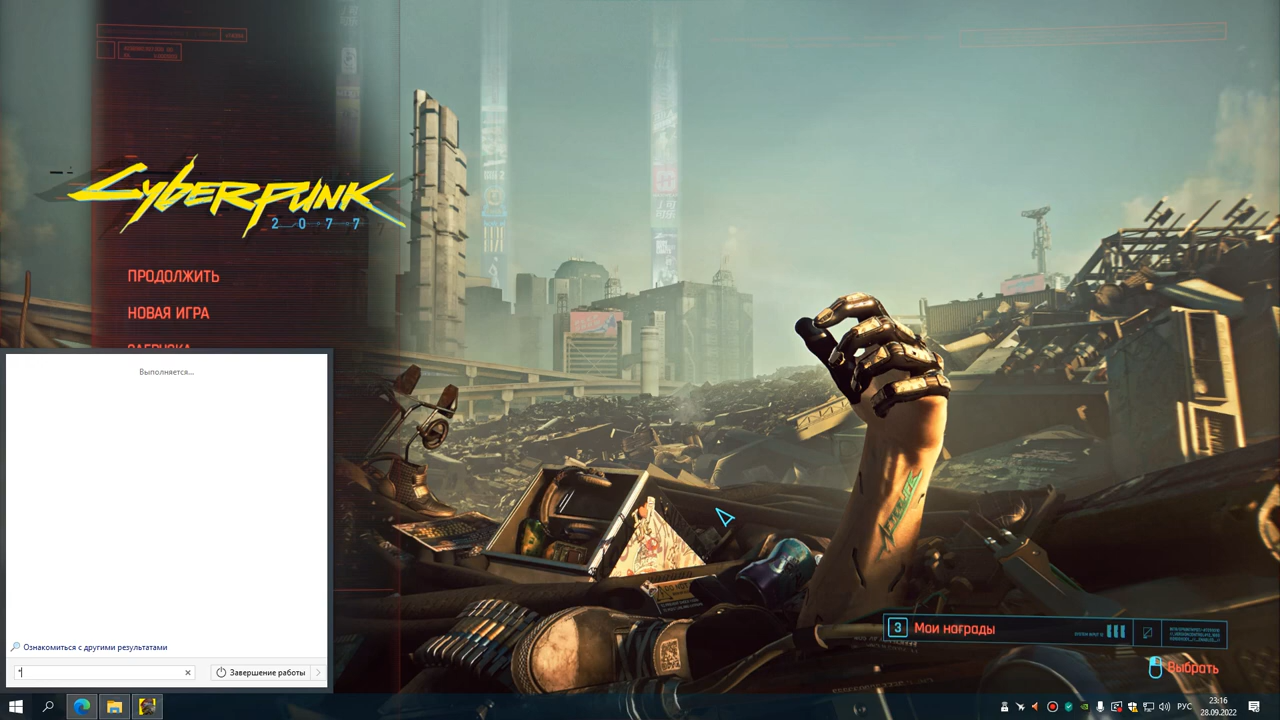 CYBERPUNK
2077
ПРОДОЛЖИТЬ
НОВАЯ ИГРА
ЗАГРУЗКА
Выполняется...
Ознакомиться с другими результатами
Завершение работы
3 Мои награды
Выбрать
РУС
23:16
28.09.2022